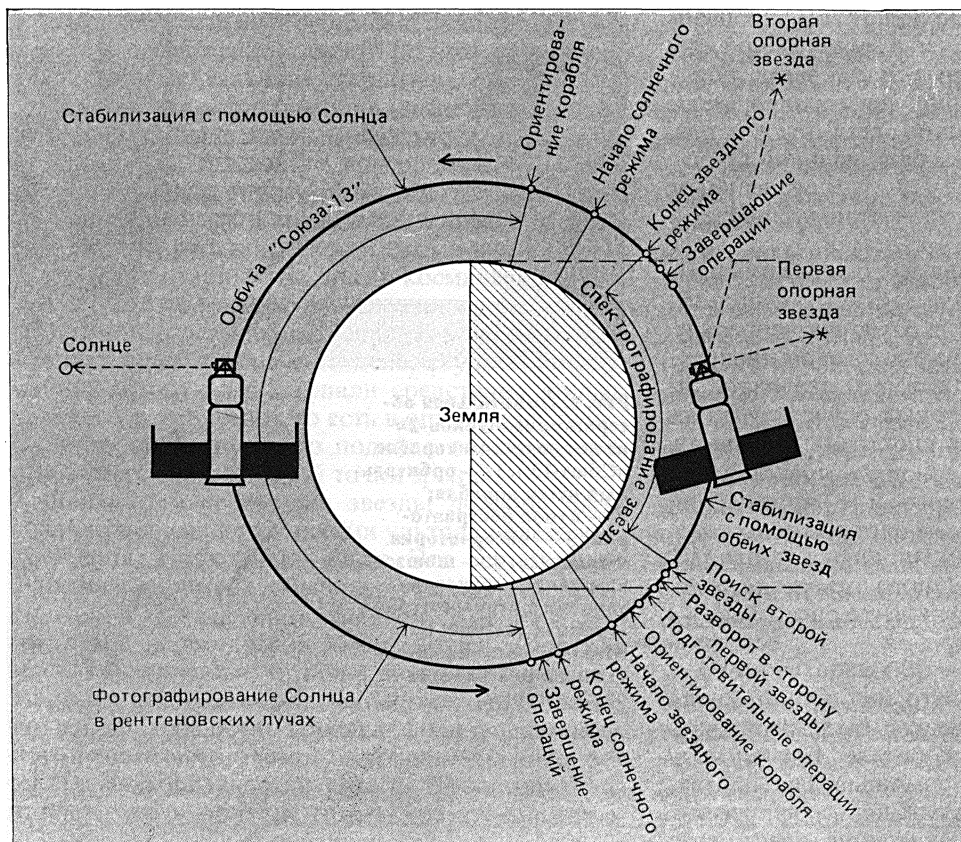 Вторая
опорная
звезда
Ориентирова-
ние корабля
Начало солнечного
режима
Стабилизация с помощью Солнца
Конец звездного
режима
Завершающие
операции
Орбита "Союза-13"
Первая
опорная
звезда
Солнце
Спектрографирование звезд
Земля
Стабилизация
с помощью
обеих звезд
Поиск второй
звезды
Разворот в сторону
первой звезды
Подготовительные операции
Ориентирование корабля
Начало звездного
режима
Конец солнечного
режима
Завершение
операций
Фотографирование Солнца
в рентгеновских лучах